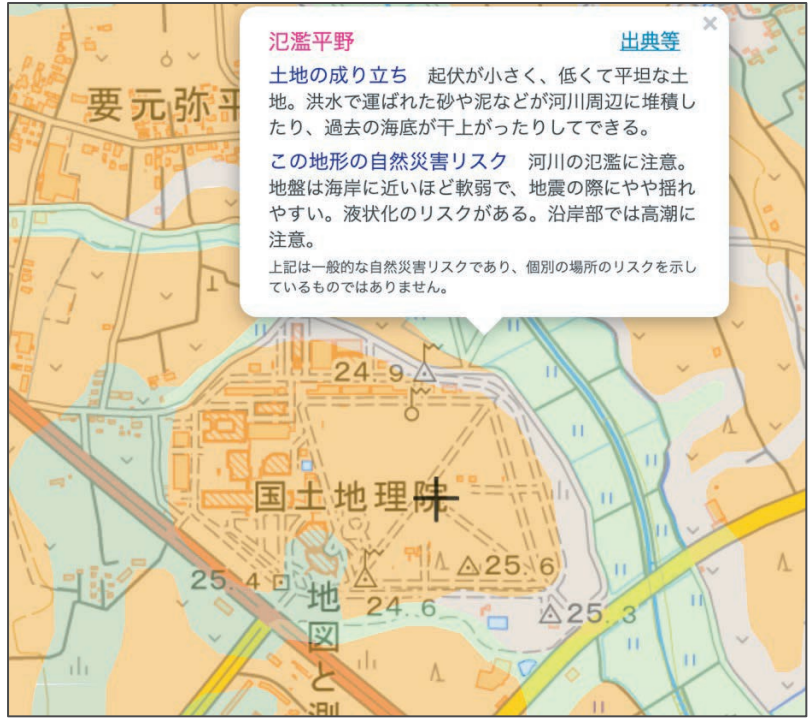 氾濫平野 出典等 ×
土地の成り立ち 起伏が小さく、低くて平坦な土
地。洪水で運ばれた砂や泥などが河川周辺に堆積し
たり、過去の海底が干上がったりしてできる。
この地形の自然災害リスク 河川の氾濫に注意。
地盤は海岸に近いほど軟弱で、地震の際にやや揺れ
やすい。液状化のリスクがある。沿岸部では高潮に
注意。
上記は一般的な自然災害リスクであり、個別の場所のリスクを示し
ているものではありません。
要元弥平
24.9
国土地理院
25.4
25.6
24.6
25.3
地図と測